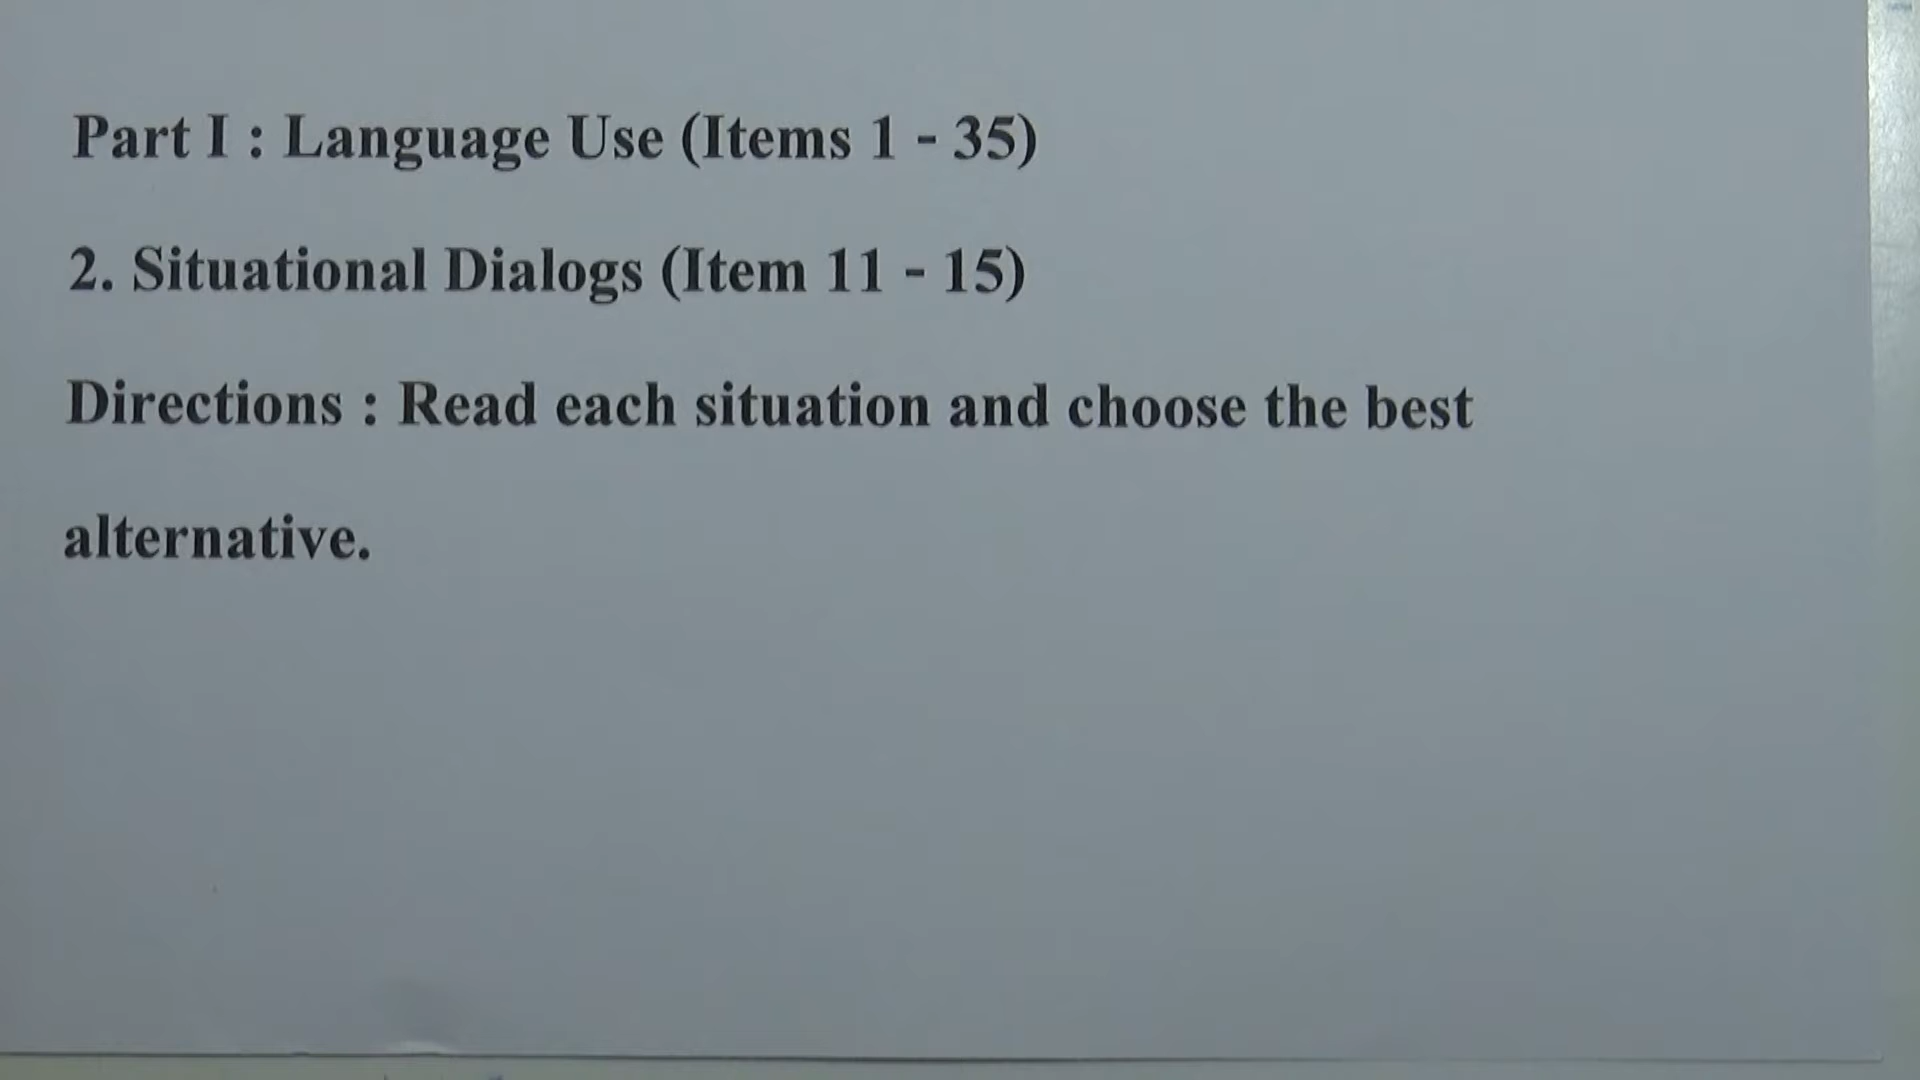 Part I : Language Use (Items 1 - 35)
2. Situational Dialogs (Item 11 - 15)
Directions : Read each situation and choose the best
alternative.